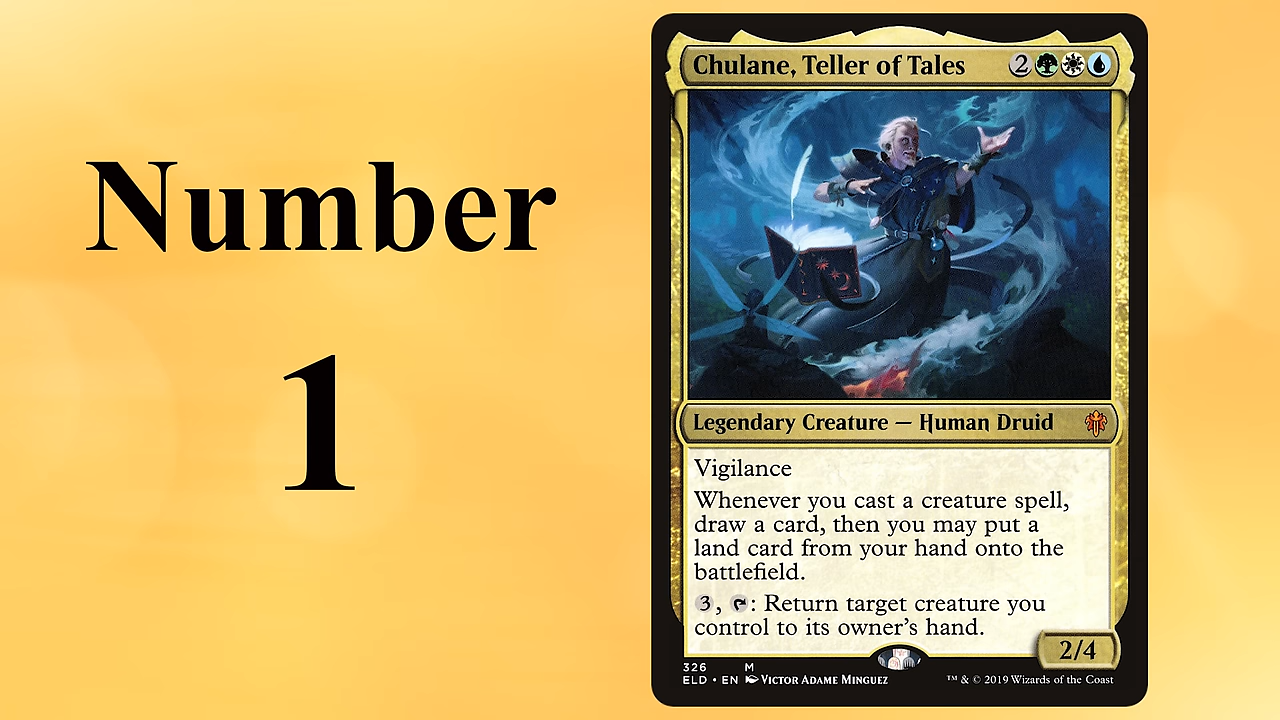 Number
1
Chulane, Teller of Tales 2
Legendary Creature — Human Druid
Vigilance
Whenever you cast a creature spell,
draw a card, then you may put a
land card from your hand onto the
battlefield.
3, : Return target creature you
control to its owner's hand.
2/4
326 M
ELD • EN Victor Adame Minguez
™ & © 2019 Wizards of the Coast